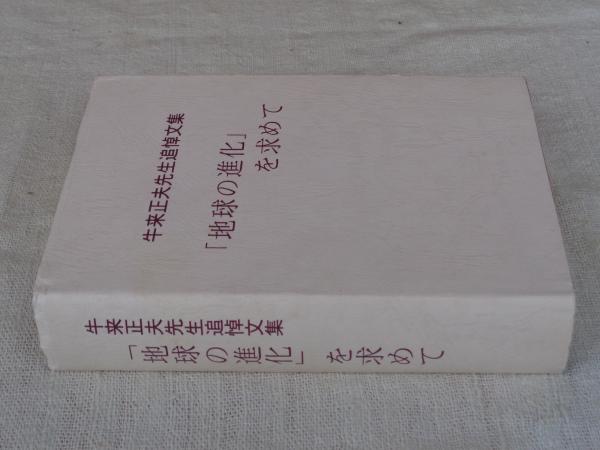 牛来正夫先生追悼文集
「地球の進化」
を求めて
牛来正夫先生追悼文集
「地球の進化」を求めて